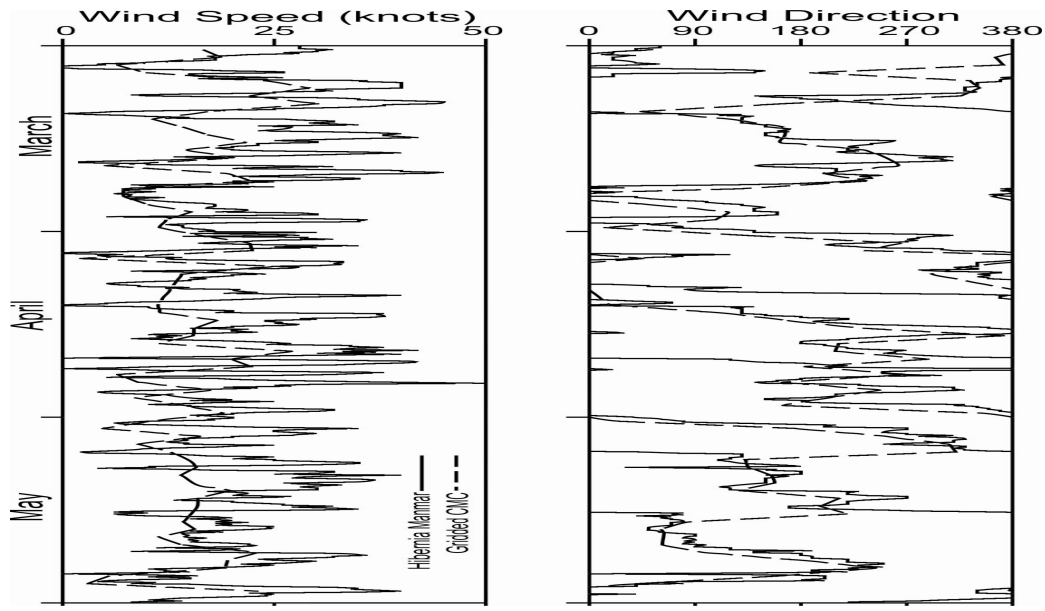 Wind Speed (knots)
0 25 50
Wind Direction
0 90 180 270 380
March
April
May
Hibernia Manmar
Gridded CMC